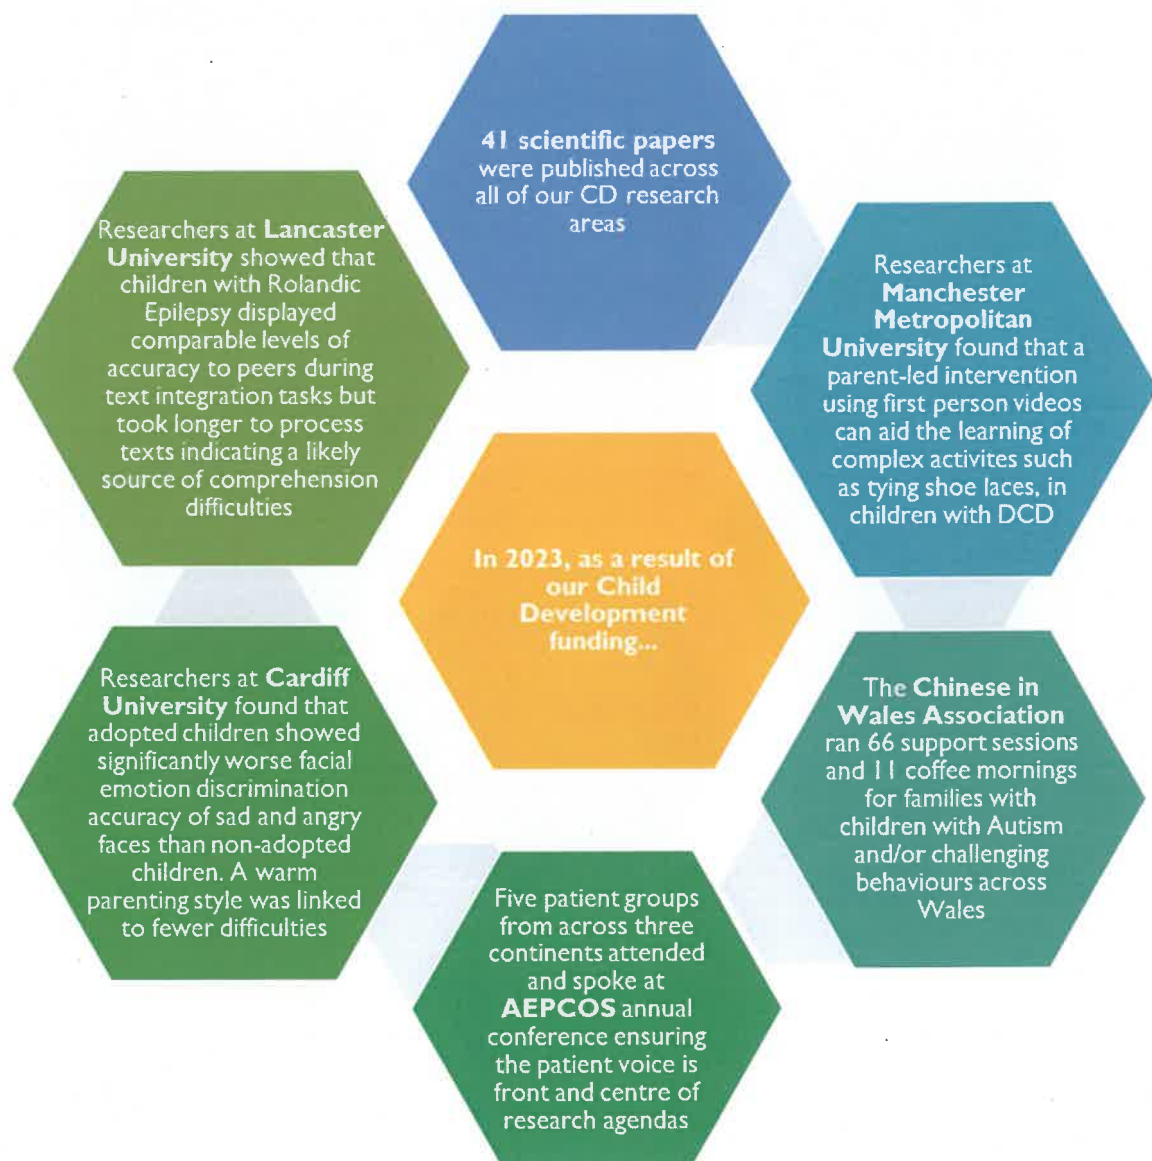 41 scientific papers
were published across
all of our CD research
areas
Researchers at
Manchester
Metropolitan
University found that a
parent-led intervention
using first person videos
can aid the learning of
complex activites such
as tying shoe laces, in
children with DCD
The Chinese in
Wales Association
ran 66 support sessions
and 11 coffee mornings
for families with
children with Autism
and/or challenging
behaviours across
Wales
Five patient groups
from across three
continents attended
and spoke at
AEPCOS annual
conference ensuring
the patient voice is
front and centre of
research agendas
Researchers at Cardiff
University found that
adopted children showed
significantly worse facial
emotion discrimination
accuracy of sad and angry
faces than non-adopted
children. A warm
parenting style was linked
to fewer difficulties
Researchers at Lancaster
University showed that
children with Rolandic
Epilepsy displayed
comparable levels of
accuracy to peers during
text integration tasks but
took longer to process
texts indicating a likely
source of comprehension
difficulties
In 2023, as a result of
our Child
Development
funding...